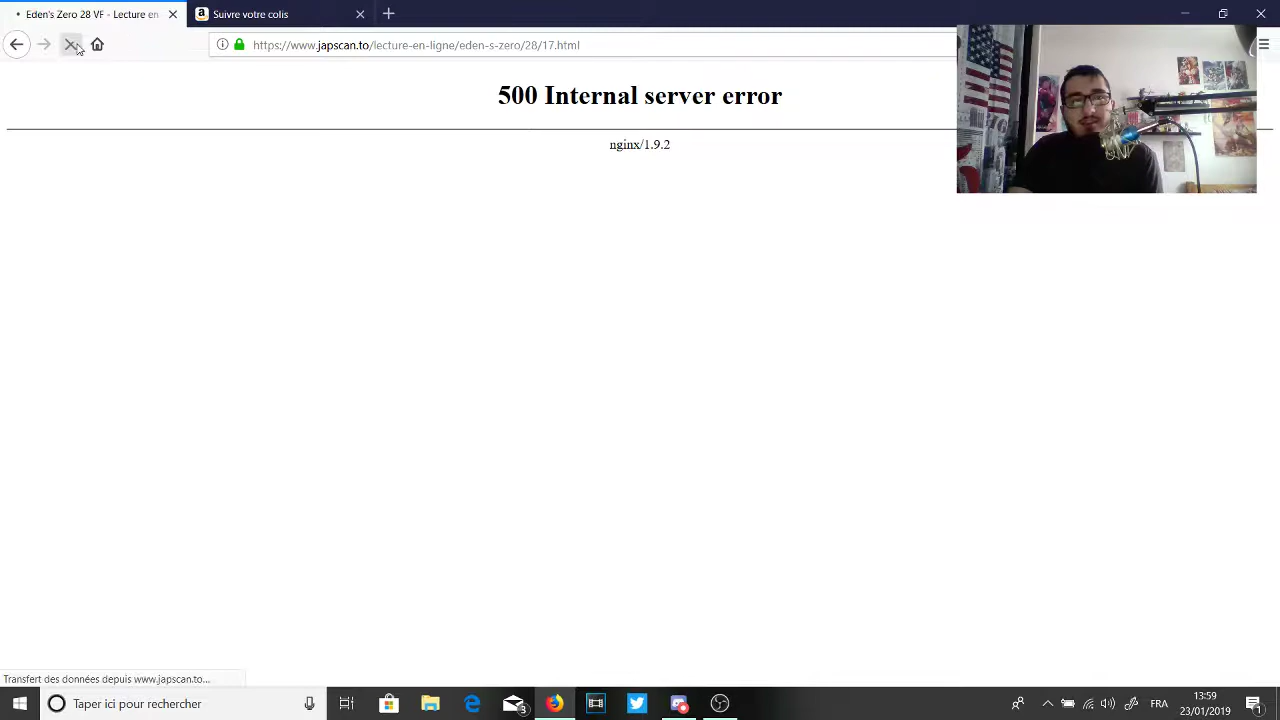 Eden's Zero 28 VF - Lecture en
Suivre votre colis
https://www.japscan.to/lecture-en-ligne/eden-s-zero/28/17.html
500 Internal server error
nginx/1.9.2
Transfert des données depuis www.japscan.to...
Taper ici pour rechercher
3
FRA
13:59
23/01/2019
1